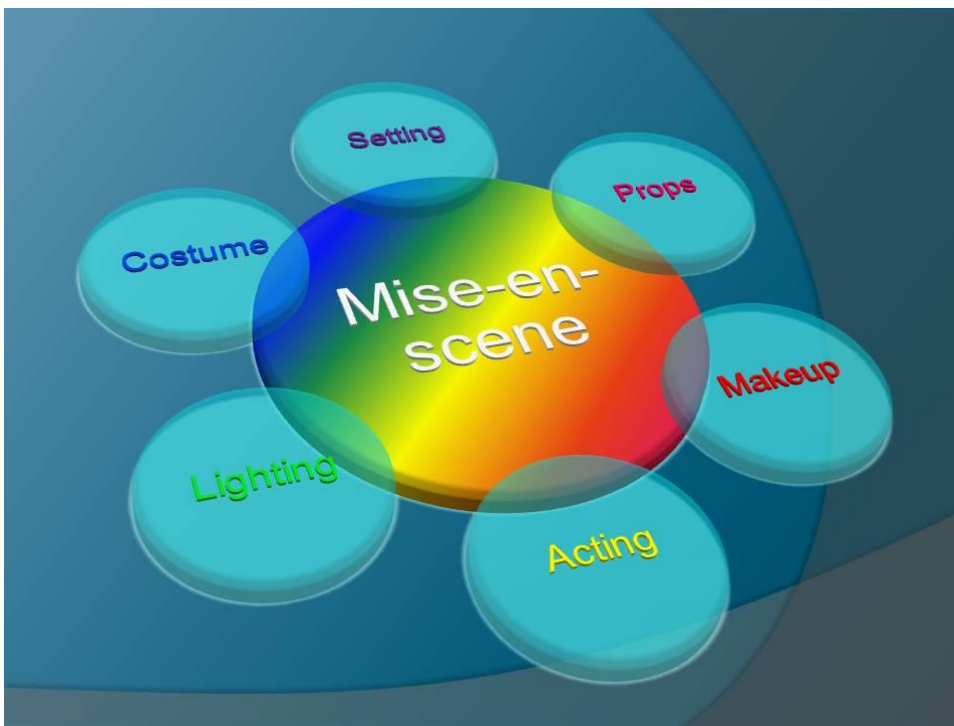 Setting
Props
Costume
Mise-en-
scene
Makeup
Lighting
Acting